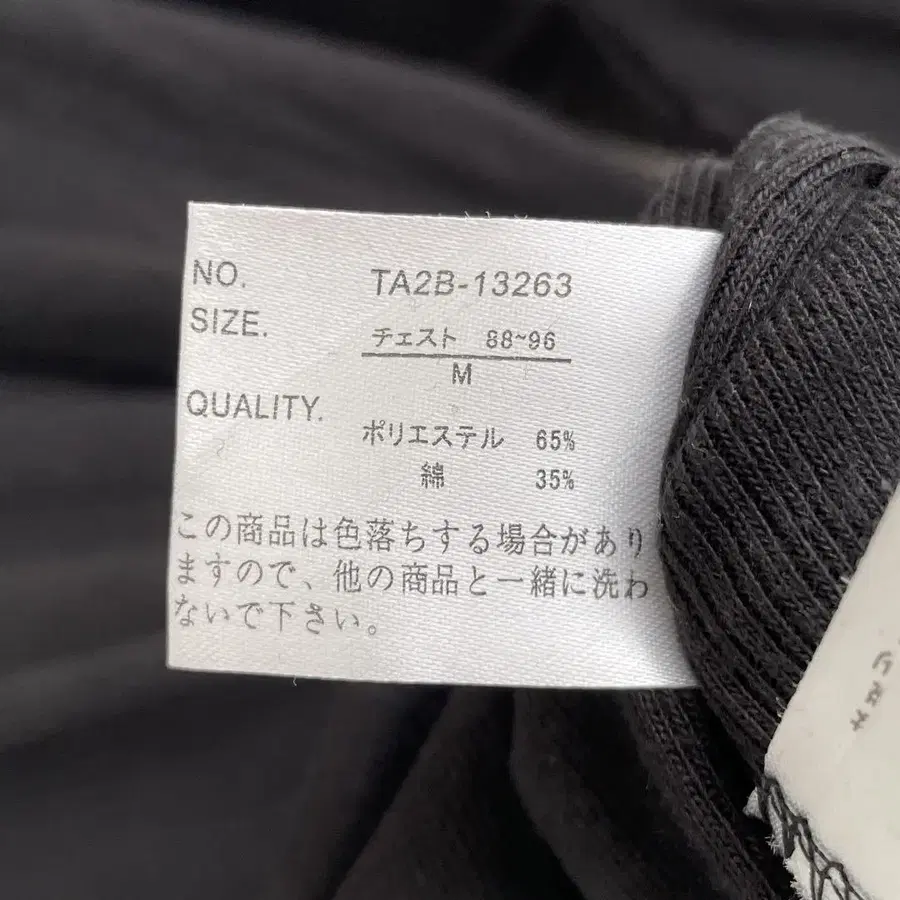 NO. TA2B-13263
SIZE. チェスト 88~96
M
QUALITY.
ポリエステル 65%
綿 35%
この商品は色落ちする場合があり
ますので、他の商品と一緒に洗わ
ないで下さい。